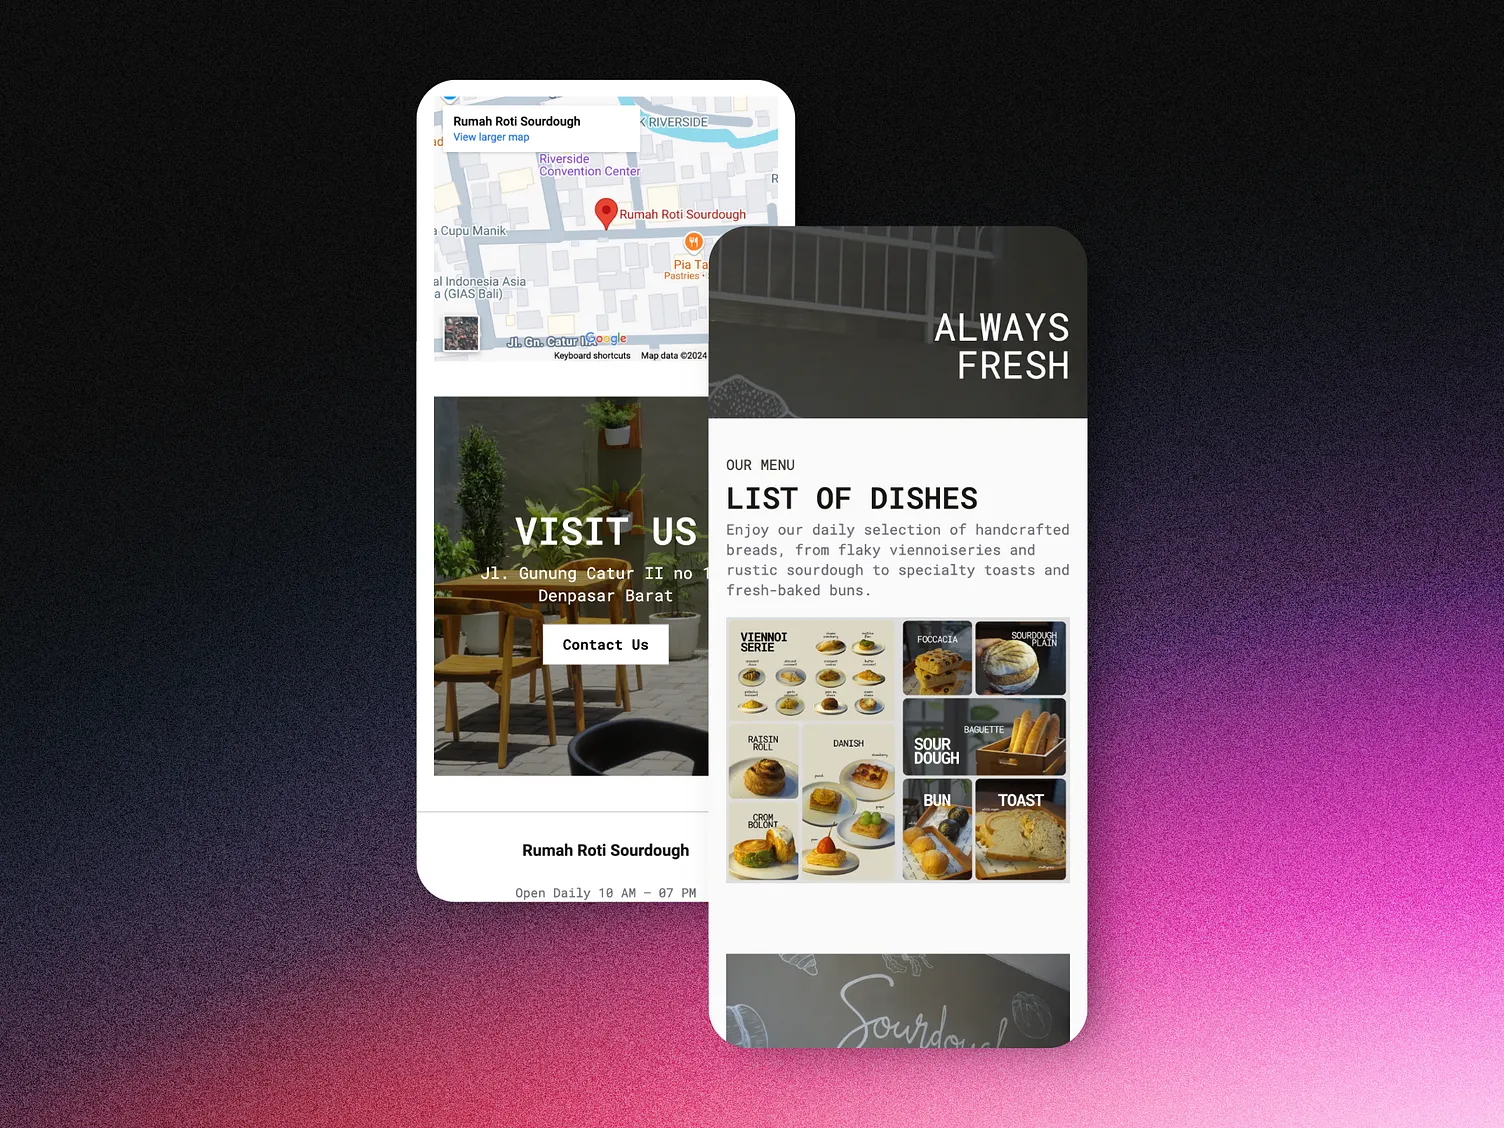 Rumah Roti Sourdough
View larger map
K RIVERSIDE
ad
Riverside
Convention Center
R
Rumah Roti Sourdough
a Cupu Manik
Pia Ta
Pastries ·
al Indonesia Asia
a (GIAS Bali)
Jl. Gn. Catur II
Google
Keyboard shortcuts
Map data ©2024
VISIT US
Jl. Gunung Catur II no 1
Denpasar Barat
Contact Us
Rumah Roti Sourdough
Open Daily 10 AM – 07 PM
ALWAYS
FRESH
OUR MENU
LIST OF DISHES
Enjoy our daily selection of handcrafted
breads, from flaky viennoiseries and
rustic sourdough to specialty toasts and
fresh-baked buns.
VIENNOI
SERIE
RAISIN
ROLL
DANISH
CROM
BOLONI
FOCCACIA
SOURDOUGH
PLAIN
BAGUETTE
SOUR
DOUGH
BUN
TOAST
Sourdough